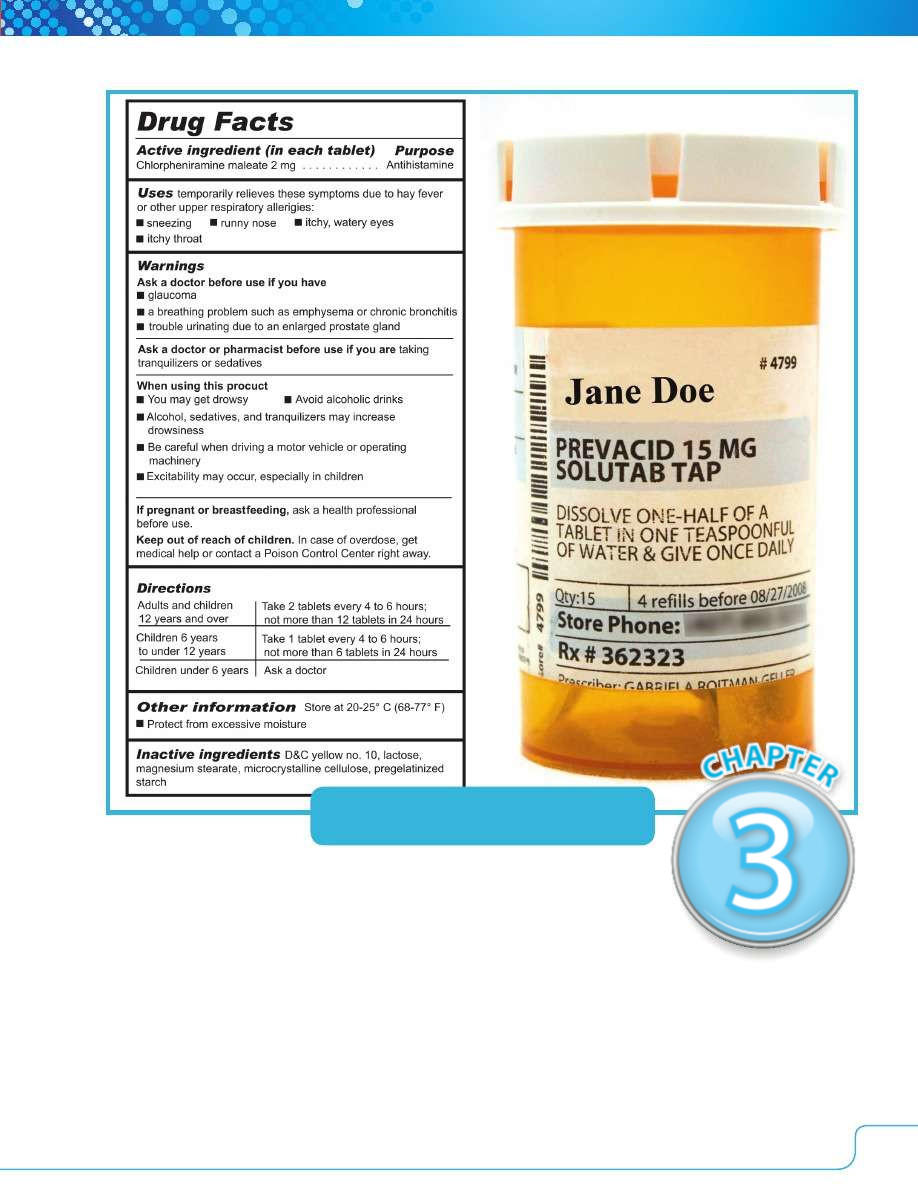 Drug Facts
Active ingredient (in each tablet) Purpose
Chlorpheniramine maleate 2 mg . . . . . . . . . . . . Antihistamine
Uses temporarily relieves these symptoms due to hay fever
or other upper respiratory allerigies:
■ sneezing ■ runny nose ■ itchy, watery eyes
■ itchy throat
Warnings
Ask a doctor before use if you have
■ glaucoma
■ a breathing problem such as emphysema or chronic bronchitis
■ trouble urinating due to an enlarged prostate gland
Ask a doctor or pharmacist before use if you are taking
tranquilizers or sedatives
When using this procuct
■ You may get drowsy ■ Avoid alcoholic drinks
■ Alcohol, sedatives, and tranquilizers may increase
drowsiness
■ Be careful when driving a motor vehicle or operating
machinery
■ Excitability may occur, especially in children
If pregnant or breastfeeding, ask a health professional
before use.
Keep out of reach of children. In case of overdose, get
medical help or contact a Poison Control Center right away.
Directions
Adults and children Take 2 tablets every 4 to 6 hours;
12 years and over not more than 12 tablets in 24 hours
Children 6 years Take 1 tablet every 4 to 6 hours;
to under 12 years not more than 6 tablets in 24 hours
Children under 6 years Ask a doctor
Other information Store at 20-25° C (68-77° F)
■ Protect from excessive moisture
Inactive ingredients D&C yellow no. 10, lactose,
magnesium stearate, microcrystalline cellulose, pregelatinized
starch
# 4799
Jane Doe
PREVACID 15 MG
SOLUTAB TAP
DISSOLVE ONE-HALF OF A
TABLET IN ONE TEASPOONFUL
OF WATER & GIVE ONCE DAILY
Qty:15 4 refills before 08/27/2008
Store Phone:
Rx # 362323
Prescriber: GABRIELA ROITMAN-GELLER
4799
CHAPTER
3